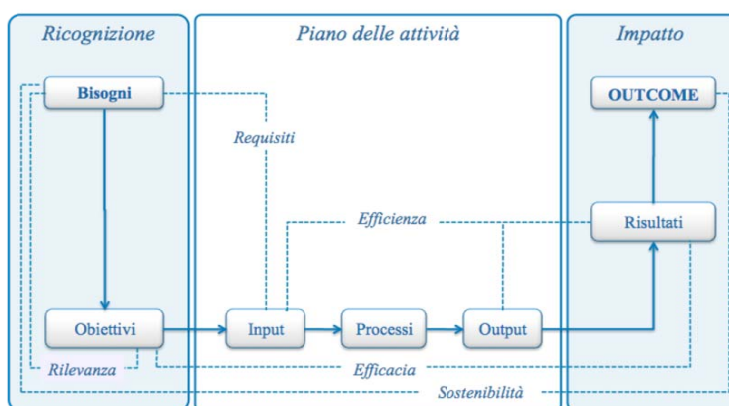 Ricognizione
Piano delle attività
Impatto
Bisogni
OUTCOME
Requisiti
Efficienza
Risultati
Obiettivi
Input
Processi
Output
Rilevanza
Efficacia
Sostenibilità